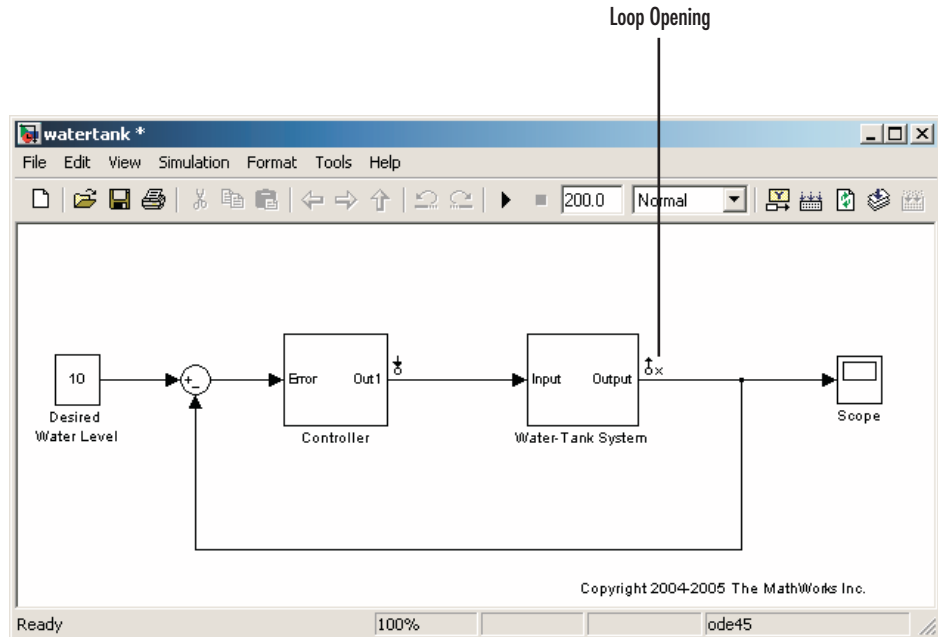 Loop Opening
watertank *
File Edit View Simulation Format Tools Help
200.0 Normal
10
Desired
Water Level
+
-
Error Out1
Controller
Input Output
Water-Tank System
x
Scope
Copyright 2004-2005 The MathWorks Inc.
Ready 100% ode45